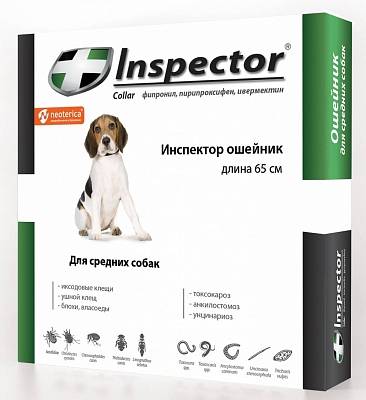 Inspector®
Collar фипронил, пирипроксифен, ивермектин
neoterica®
Инспектор ошейник
длина 65 см
Для средних собак
- иксодовые клещи
- ушной клещ
- блохи, власоеды
- токсокароз
- анкилостомоз
- унцинариоз
Ошейник
для средних собак
Inspector